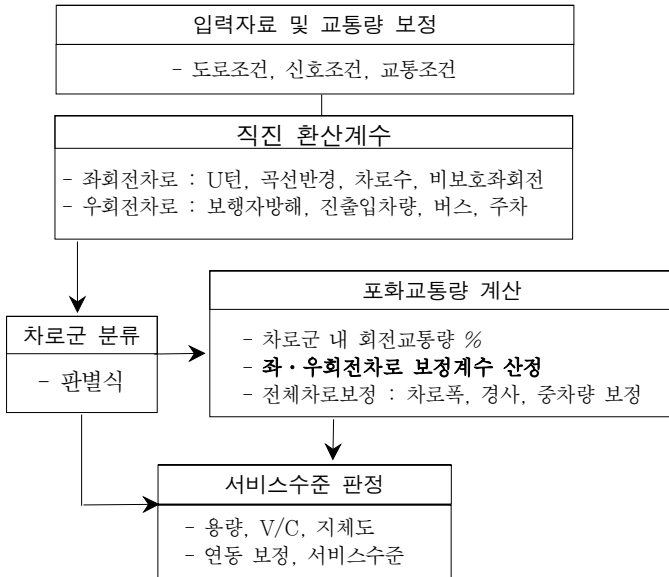 입력자료 및 교통량 보정
- 도로조건, 신호조건, 교통조건
직진 환산계수
- 좌회전차로 : U턴, 곡선반경, 차로수, 비보호좌회전
- 우회전차로 : 보행자방해, 진출입차량, 버스, 주차
차로군 분류
- 판별식
포화교통량 계산
- 차로군 내 회전교통량 %
- 좌·우회전차로 보정계수 산정
- 전체차로보정 : 차로폭, 경사, 중차량 보정
서비스수준 판정
- 용량, V/C, 지체도
- 연동 보정, 서비스수준